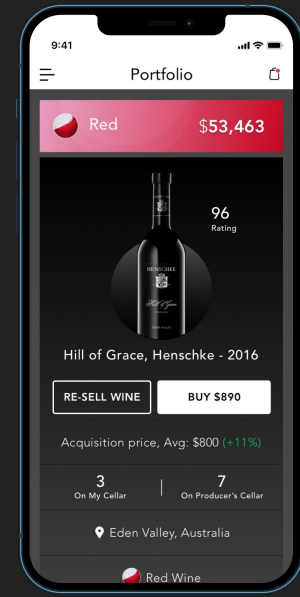 9:41
Portfolio
Red $53,463
96
Rating
HENSCHKE
Hill of Grace
EDEN VALLEY
Hill of Grace, Henschke - 2016
RE-SELL WINE BUY $890
Acquisition price, Avg: $800 (+11%)
3 7
On My Cellar On Producer's Cellar
Eden Valley, Australia
Red Wine